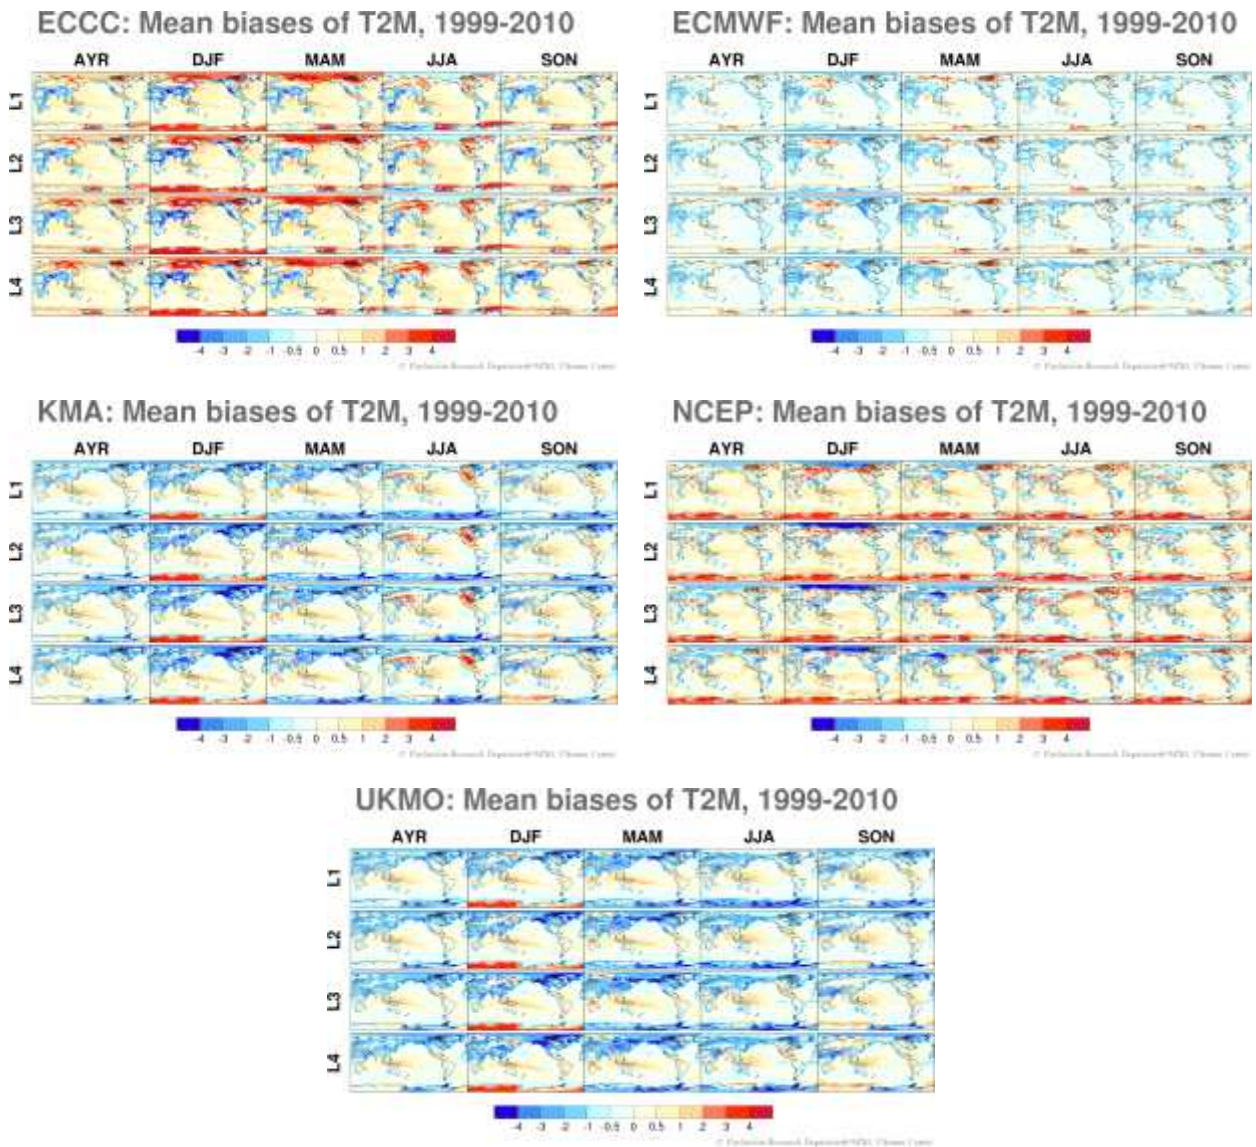 ECCC: Mean biases of T2M, 1999-2010
AYR DJF MAM JJA SON
L1
L2
L3
L4
-4 -3 -2 -1 -0.5 0 0.5 1 2 3 4
ECMWF: Mean biases of T2M, 1999-2010
AYR DJF MAM JJA SON
L1
L2
L3
L4
-4 -3 -2 -1 -0.5 0 0.5 1 2 3 4
KMA: Mean biases of T2M, 1999-2010
AYR DJF MAM JJA SON
L1
L2
L3
L4
-4 -3 -2 -1 -0.5 0 0.5 1 2 3 4
NCEP: Mean biases of T2M, 1999-2010
AYR DJF MAM JJA SON
L1
L2
L3
L4
-4 -3 -2 -1 -0.5 0 0.5 1 2 3 4
UKMO: Mean biases of T2M, 1999-2010
AYR DJF MAM JJA SON
L1
L2
L3
L4
-4 -3 -2 -1 -0.5 0 0.5 1 2 3 4